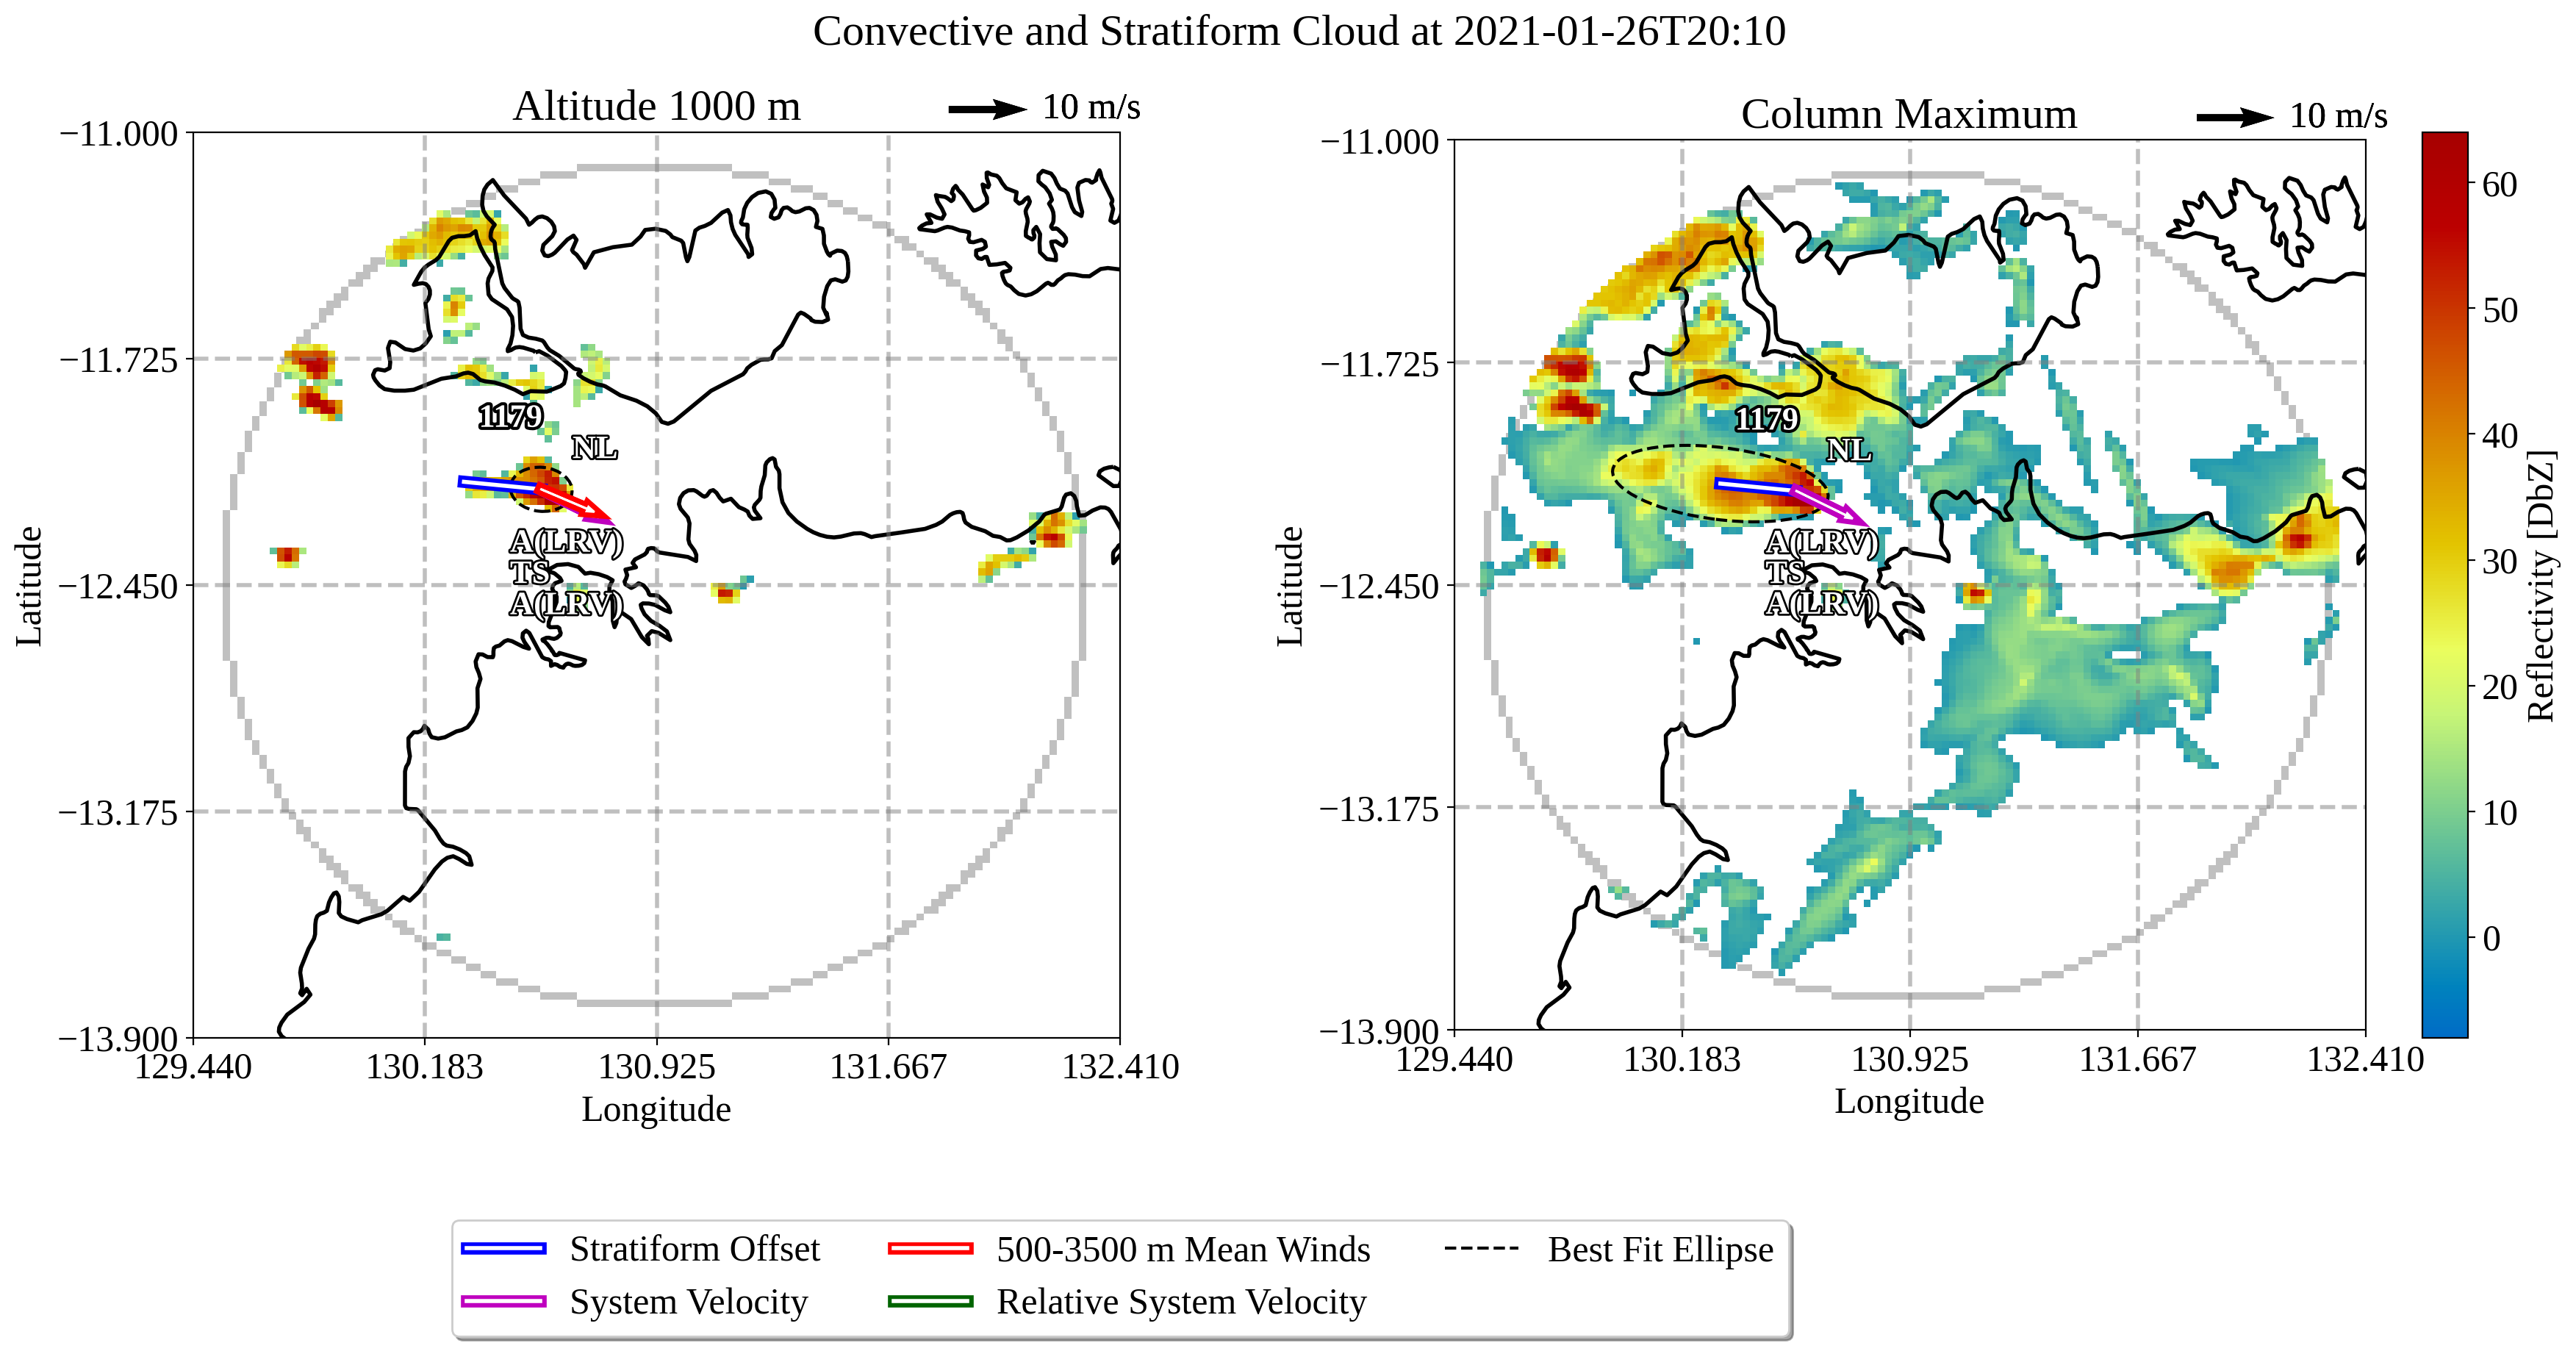 Convective and Stratiform Cloud at 2021-01-26T20:10
Altitude 1000 m
10 m/s
−11.000
−11.725
−12.450
−13.175
−13.900
Latitude
129.440
130.183
130.925
131.667
132.410
Longitude
1179
NL
A(LRV)
TS
A(LRV)
Column Maximum
10 m/s
−11.000
−11.725
−12.450
−13.175
−13.900
Latitude
129.440
130.183
130.925
131.667
132.410
Longitude
1179
NL
A(LRV)
TS
A(LRV)
60
50
40
30
20
10
0
Reflectivity [DbZ]
Stratiform Offset
System Velocity
500-3500 m Mean Winds
Relative System Velocity
Best Fit Ellipse